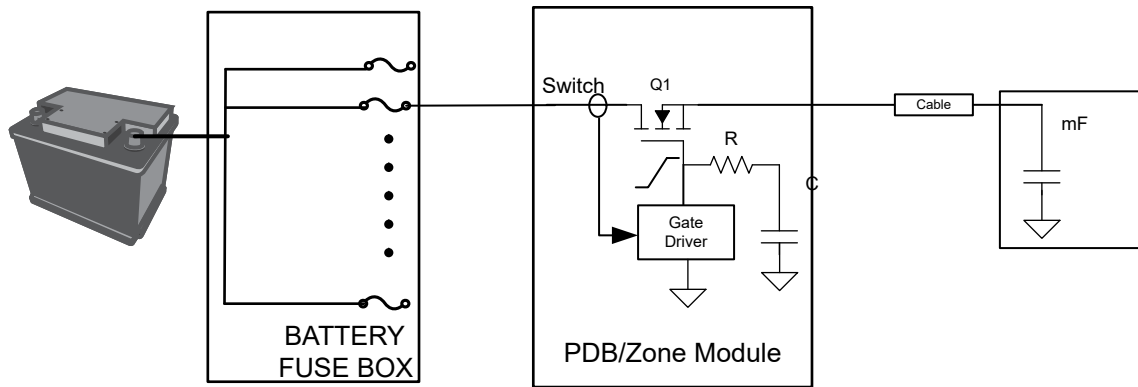 Switch
Q1
R
C
Gate
Driver
Cable
mF
BATTERY
FUSE BOX
PDB/Zone Module